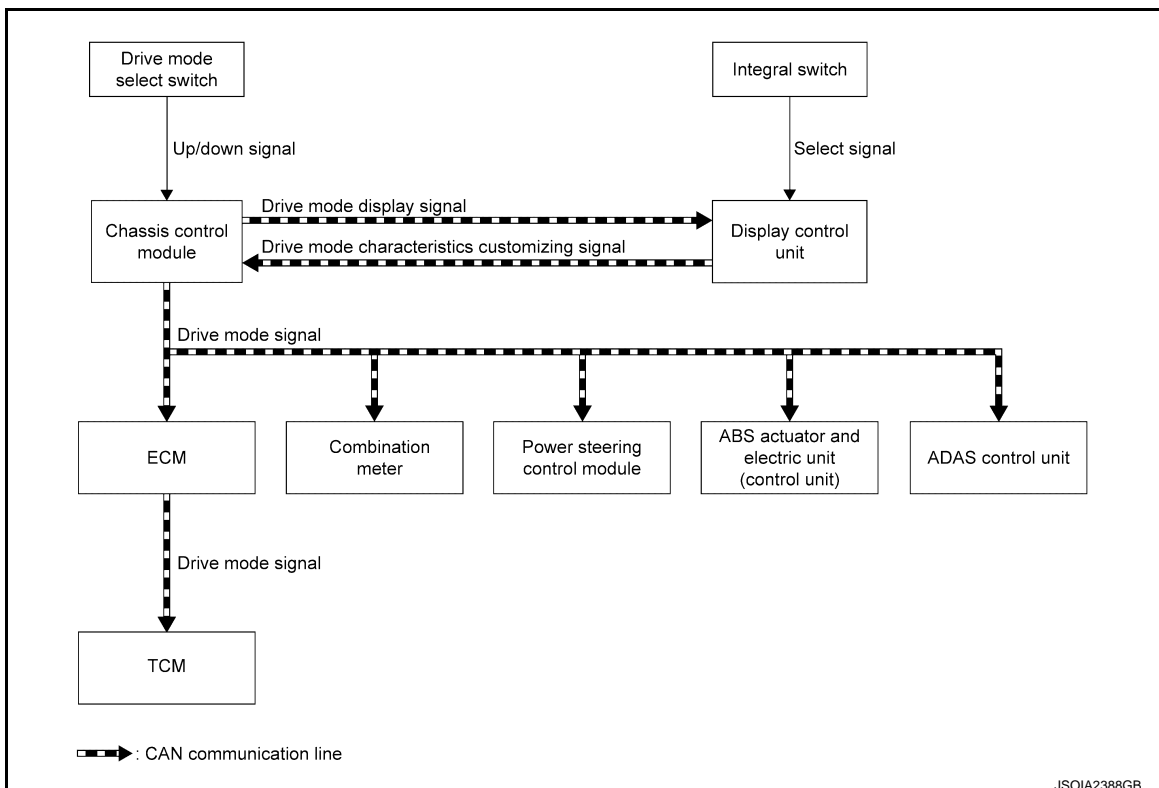 Drive mode
select switch
Integral switch
Up/down signal
Select signal
Drive mode display signal
Chassis control
module
Drive mode characteristics customizing signal
Display control
unit
Drive mode signal
ECM
Combination
meter
Power steering
control module
ABS actuator and
electric unit
(control unit)
ADAS control unit
Drive mode signal
TCM
: CAN communication line
JSOIA2388GB